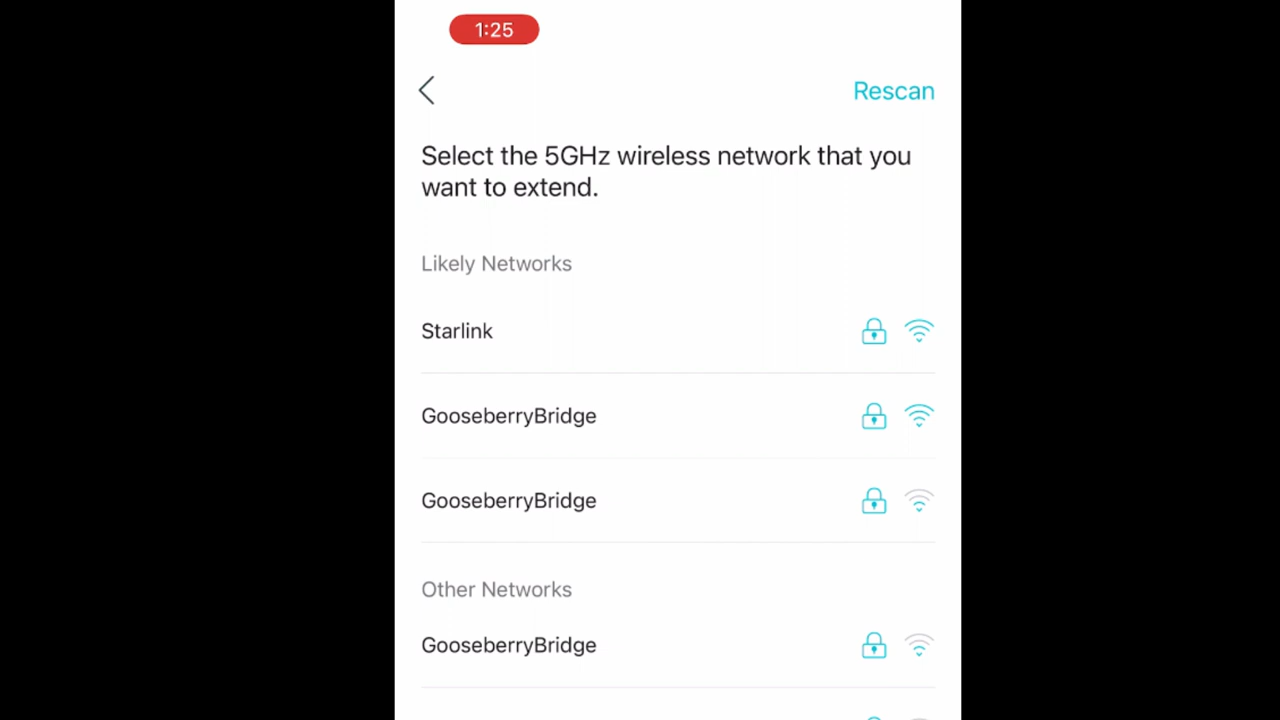 1:25
Rescan
Select the 5GHz wireless network that you
want to extend.
Likely Networks
Starlink
GooseberryBridge
GooseberryBridge
Other Networks
GooseberryBridge